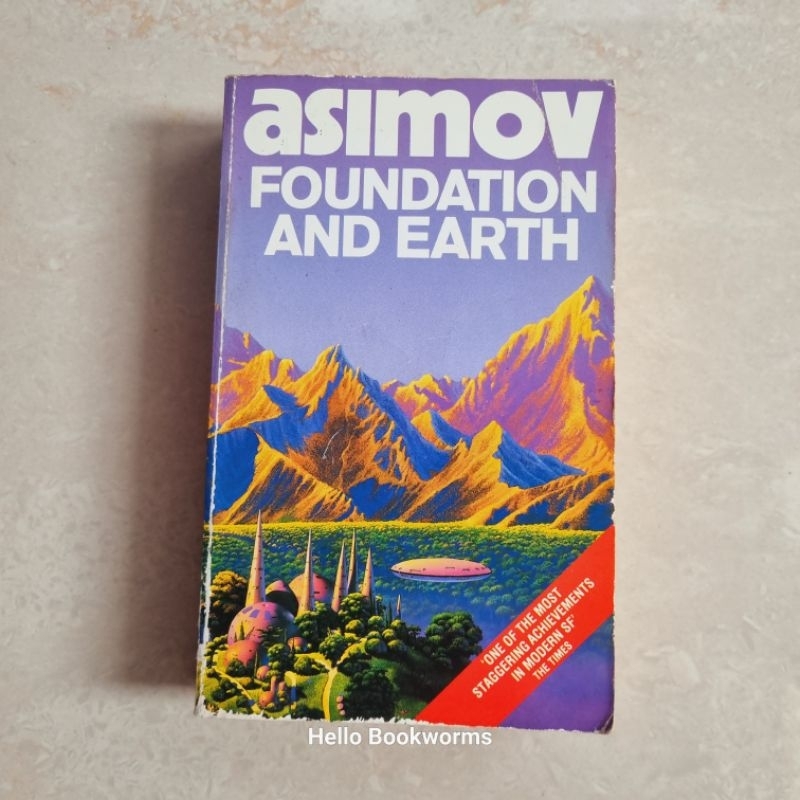 asimov
FOUNDATION
AND EARTH
'ONE OF THE MOST
STAGGERING ACHIEVEMENTS
IN MODERN SF'
THE TIMES
Hello Bookworms